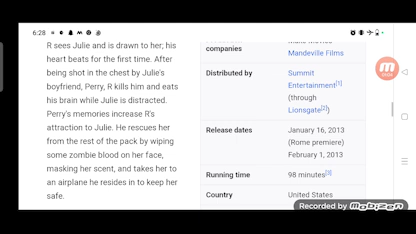 6:28
R sees Julie and is drawn to her; his
heart beats for the first time. After
being shot in the chest by Julie's
boyfriend, Perry, R kills him and eats
his brain while Julie is distracted.
Perry's memories increase R's
attraction to Julie. He rescues her
from the rest of the pack by wiping
some zombie blood on her face,
masking her scent, and takes her to
an airplane he resides in to keep her
safe.
companies
Mandeville Films
Distributed by
Summit
Entertainment[1]
(through
Lionsgate[2])
Release dates
January 16, 2013
(Rome premiere)
February 1, 2013
Running time
98 minutes[3]
Country
United States
Recorded by Mobizen